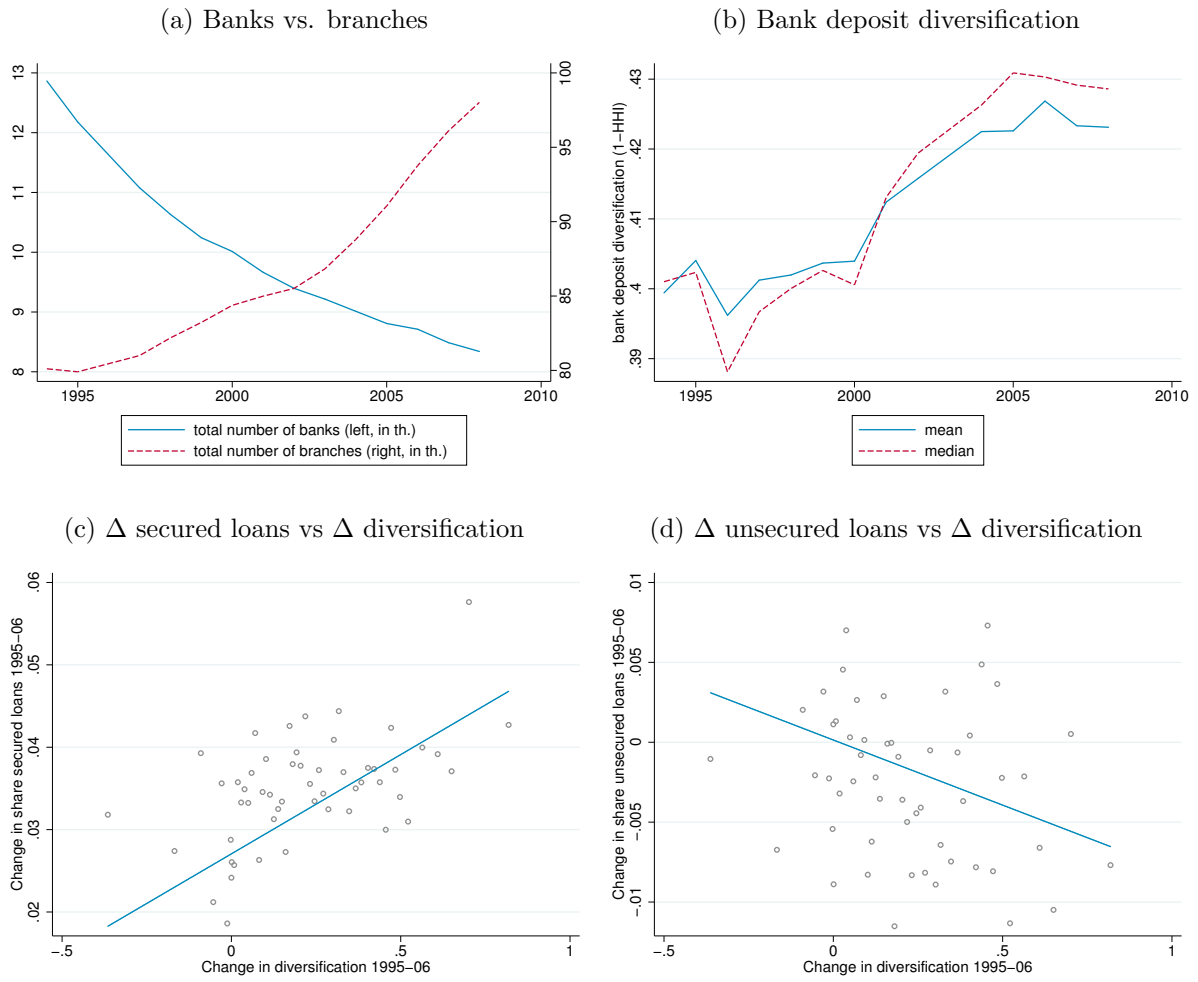 (a) Banks vs. branches
13
12
11
10
9
8
100
95
90
85
80
1995 2000 2005 2010
total number of banks (left, in th.)
total number of branches (right, in th.)
(b) Bank deposit diversification
bank deposit diversification (1−HHI)
.43
.42
.41
.4
.39
1995 2000 2005 2010
mean
median
(c) Δ secured loans vs Δ diversification
Change in share secured loans 1995−06
.06
.05
.04
.03
.02
−.5 0 .5 1
Change in diversification 1995−06
(d) Δ unsecured loans vs Δ diversification
Change in share unsecured loans 1995−06
.01
.005
0
−.005
−.01
−.5 0 .5 1
Change in diversification 1995−06